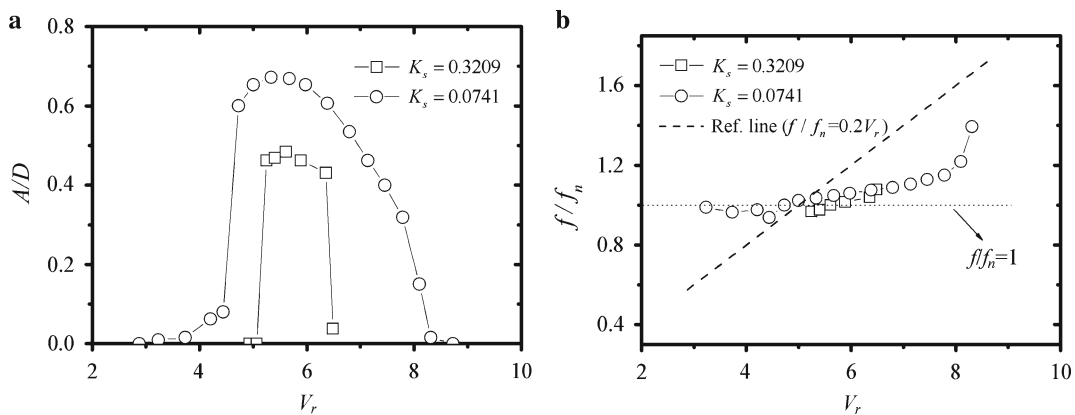 a
A/D
0.8
0.6
0.4
0.2
0.0
2 4 6 8 10
V_r
K_s = 0.3209
K_s = 0.0741
b
f / f_n
1.6
1.2
0.8
0.4
2 4 6 8 10
V_r
K_s = 0.3209
K_s = 0.0741
Ref. line ( f / f_n=0.2V_r )
f/f_n=1